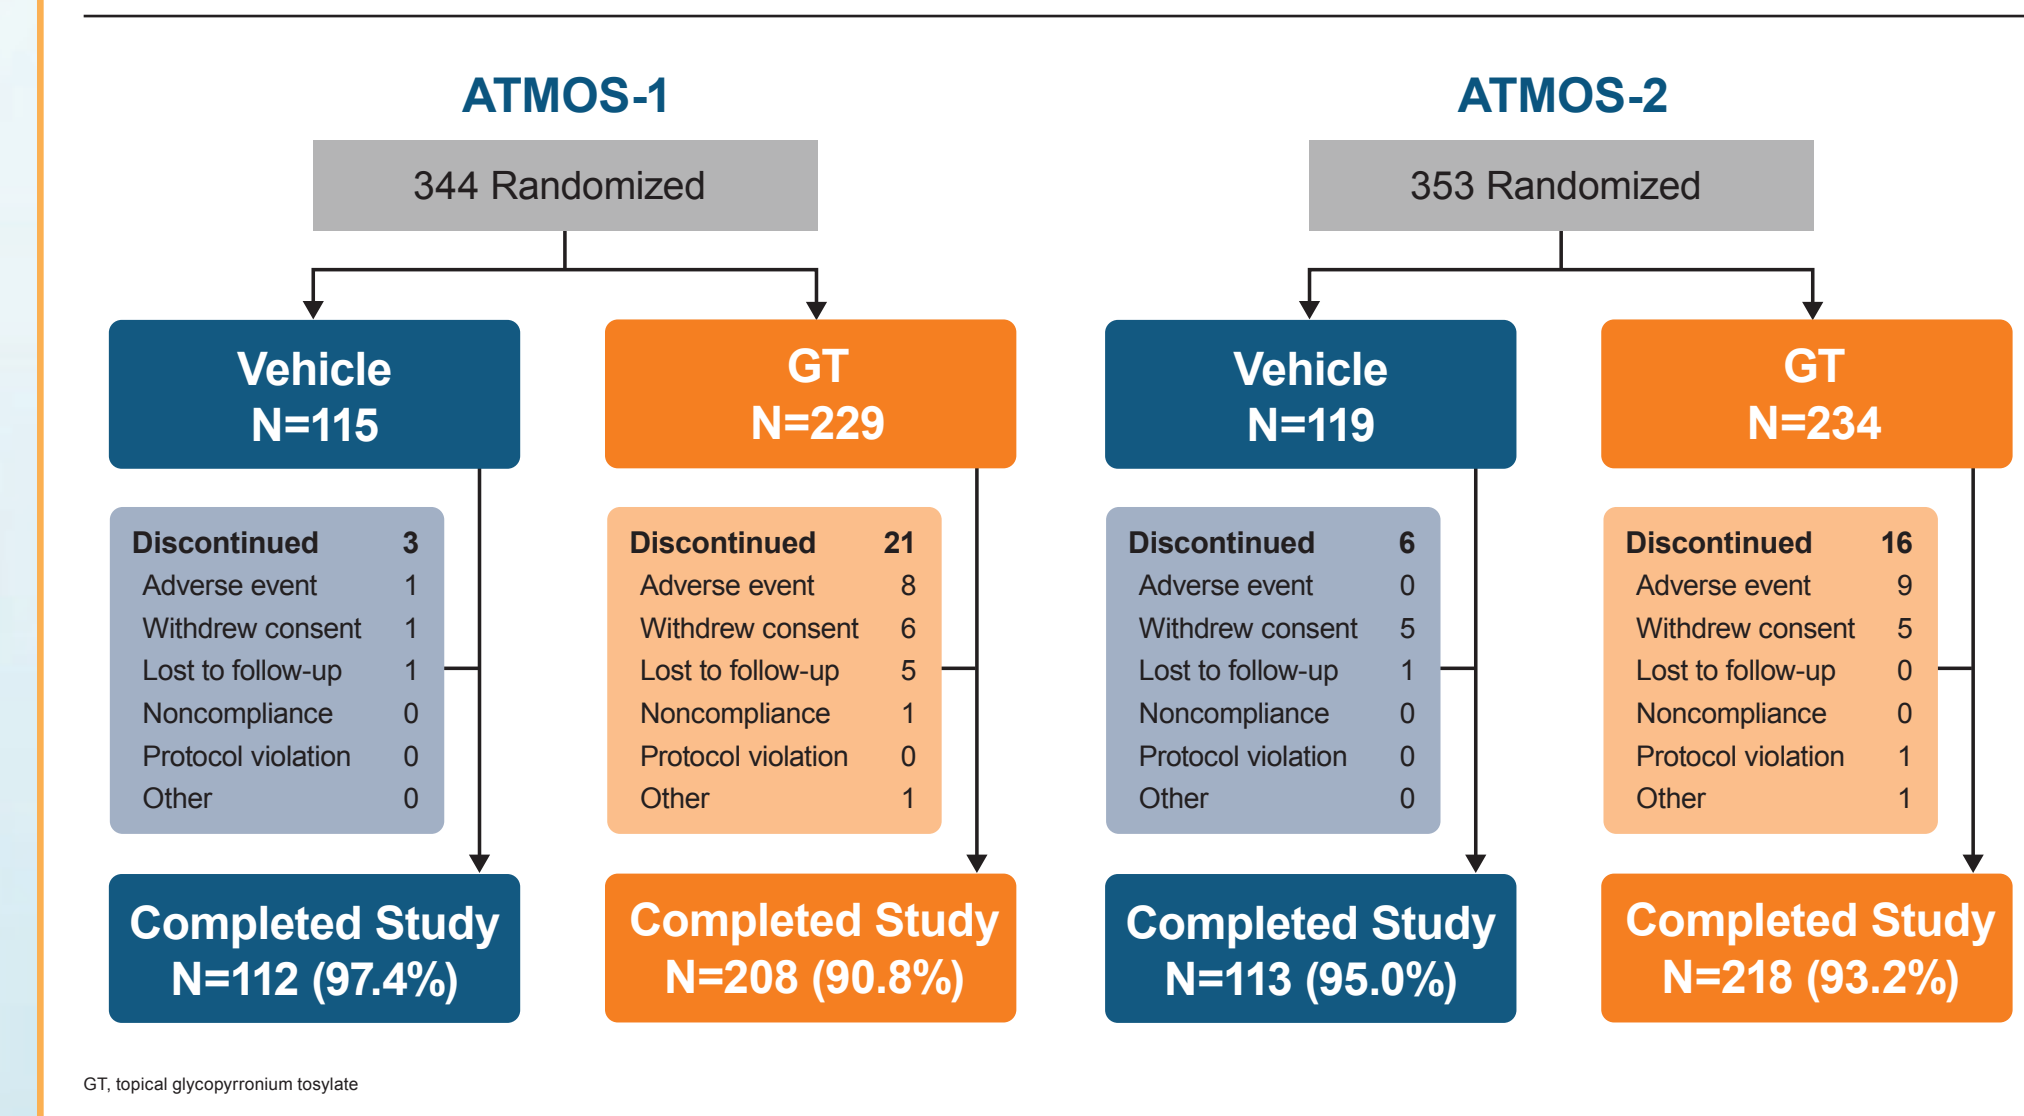 ATMOS-1
344 Randomized
Vehicle
N=115
Discontinued 3
Adverse event 1
Withdrew consent 1
Lost to follow-up 1
Noncompliance 0
Protocol violation 0
Other 0
Completed Study
N=112 (97.4%)
GT
N=229
Discontinued 21
Adverse event 8
Withdrew consent 6
Lost to follow-up 5
Noncompliance 1
Protocol violation 0
Other 1
Completed Study
N=208 (90.8%)
ATMOS-2
353 Randomized
Vehicle
N=119
Discontinued 6
Adverse event 0
Withdrew consent 5
Lost to follow-up 1
Noncompliance 0
Protocol violation 0
Other 0
Completed Study
N=113 (95.0%)
GT
N=234
Discontinued 16
Adverse event 9
Withdrew consent 5
Lost to follow-up 0
Noncompliance 0
Protocol violation 1
Other 1
Completed Study
N=218 (93.2%)
GT, topical glycopyrronium tosylate